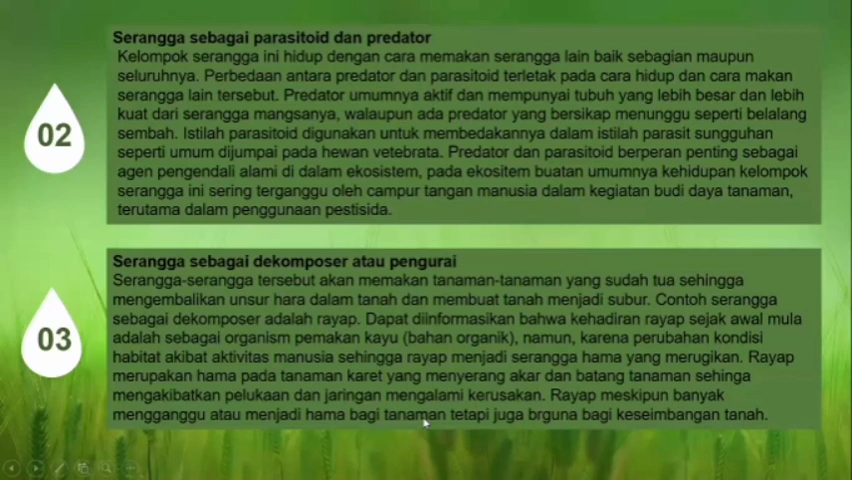 Serangga sebagai parasitoid dan predator
Kelompok serangga ini hidup dengan cara memakan serangga lain baik sebagian maupun
seluruhnya. Perbedaan antara predator dan parasitoid terletak pada cara hidup dan cara makan
serangga lain tersebut. Predator umumnya aktif dan mempunyai tubuh yang lebih besar dan lebih
kuat dari serangga mangsanya, walaupun ada predator yang bersikap menunggu seperti belalang
sembah. Istilah parasitoid digunakan untuk membedakannya dalam istilah parasit sungguhan
seperti umum dijumpai pada hewan vetebrata. Predator dan parasitoid berperan penting sebagai
agen pengendali alami di dalam ekosistem, pada ekositem buatan umumnya kehidupan kelompok
serangga ini sering terganggu oleh campur tangan manusia dalam kegiatan budi daya tanaman,
terutama dalam penggunaan pestisida.
02
Serangga sebagai dekomposer atau pengurai
Serangga-serangga tersebut akan memakan tanaman-tanaman yang sudah tua sehingga
mengembalikan unsur hara dalam tanah dan membuat tanah menjadi subur. Contoh serangga
sebagai dekomposer adalah rayap. Dapat diinformasikan bahwa kehadiran rayap sejak awal mula
adalah sebagai organism pemakan kayu (bahan organik), namun, karena perubahan kondisi
habitat akibat aktivitas manusia sehingga rayap menjadi serangga hama yang merugikan. Rayap
merupakan hama pada tanaman karet yang menyerang akar dan batang tanaman sehinga
mengakibatkan pelukaan dan jaringan mengalami kerusakan. Rayap meskipun banyak
mengganggu atau menjadi hama bagi tanaman tetapi juga brguna bagi keseimbangan tanah.
03